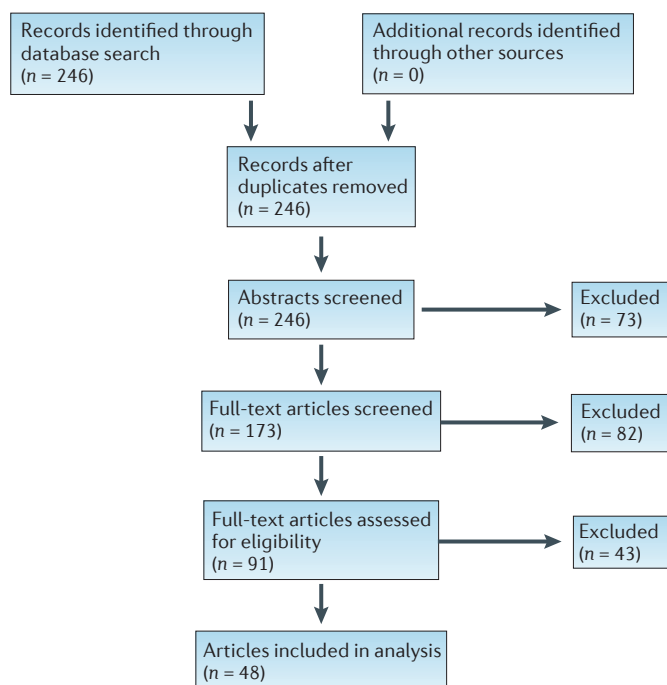 Records identified through
database search
(n = 246)
Additional records identified
through other sources
(n = 0)
Records after
duplicates removed
(n = 246)
Abstracts screened
(n = 246)
Excluded
(n = 73)
Full-text articles screened
(n = 173)
Excluded
(n = 82)
Full-text articles assessed
for eligibility
(n = 91)
Excluded
(n = 43)
Articles included in analysis
(n = 48)